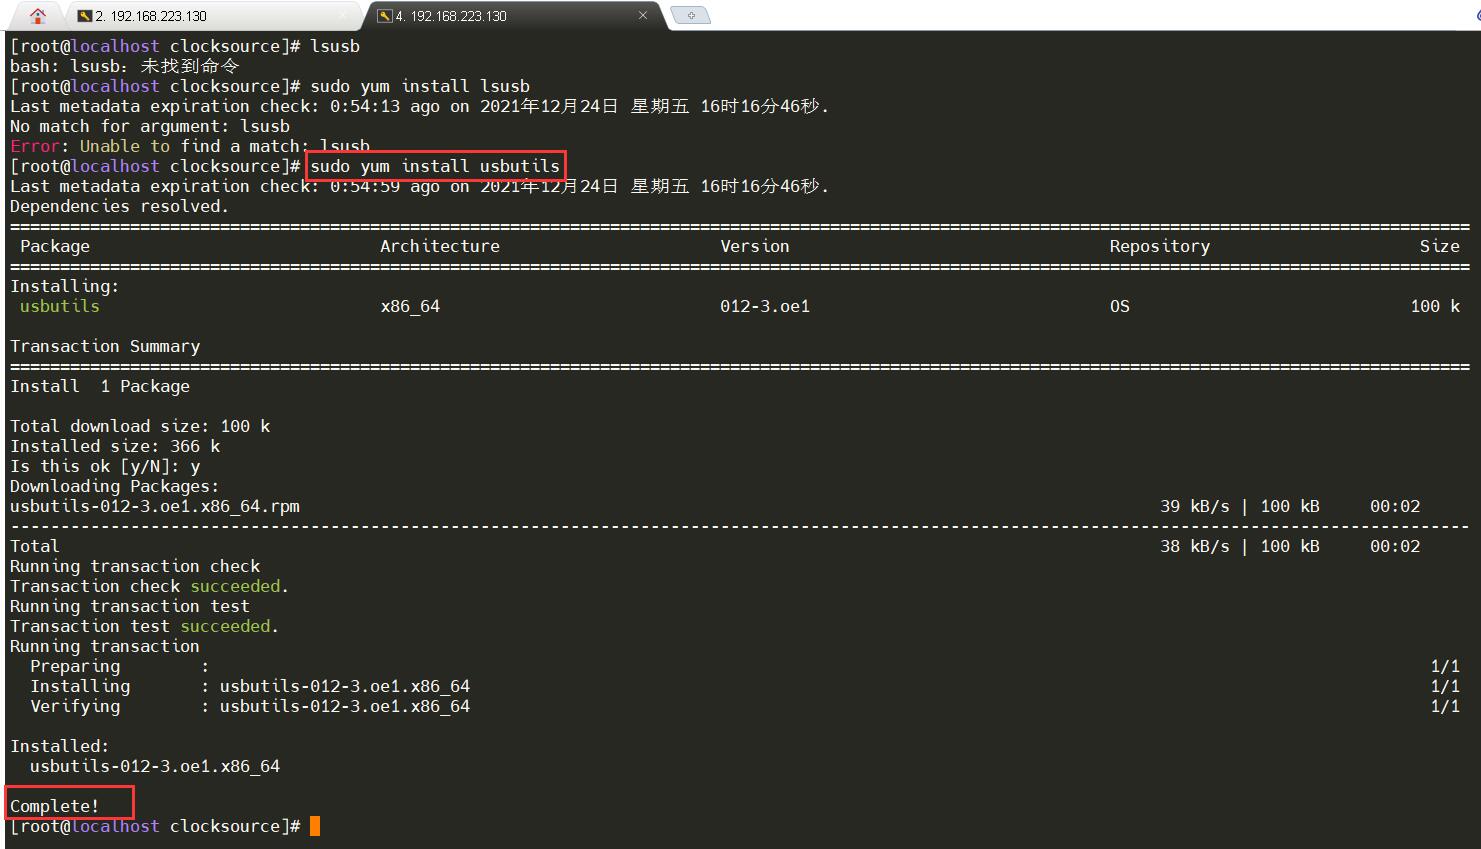 2. 192.168.223.130
4. 192.168.223.130
[root@localhost clocksource]# lsusb
bash: lsusb: 未找到命令
[root@localhost clocksource]# sudo yum install lsusb
Last metadata expiration check: 0:54:13 ago on 2021年12月24日 星期五 16时16分46秒.
No match for argument: lsusb
Error: Unable to find a match: lsusb
[root@localhost clocksource]# sudo yum install usbutils
Last metadata expiration check: 0:54:59 ago on 2021年12月24日 星期五 16时16分46秒.
Dependencies resolved.
Package Architecture Version Repository Size
Installing:
usbutils x86_64 012-3.oe1 OS 100 k
Transaction Summary
Install 1 Package
Total download size: 100 k
Installed size: 366 k
Is this ok [y/N]: y
Downloading Packages:
usbutils-012-3.oe1.x86_64.rpm 39 kB/s | 100 kB 00:02
Total 38 kB/s | 100 kB 00:02
Running transaction check
Transaction check succeeded.
Running transaction test
Transaction test succeeded.
Running transaction
Preparing : 1/1
Installing : usbutils-012-3.oe1.x86_64 1/1
Verifying : usbutils-012-3.oe1.x86_64 1/1
Installed:
usbutils-012-3.oe1.x86_64
Complete!
[root@localhost clocksource]#